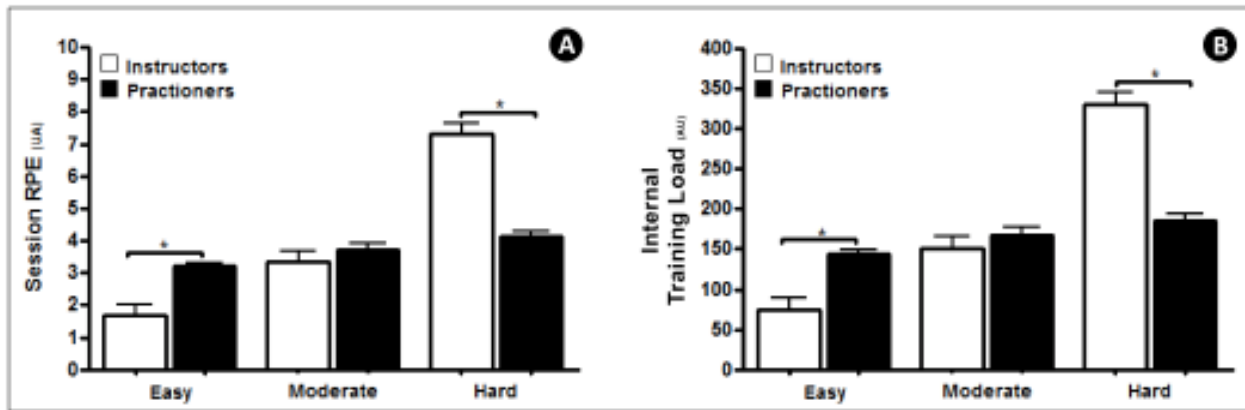 A
Instructors
Practioners
*
*
Session RPE (UA)
10
9
8
7
6
5
4
3
2
1
0
Easy Moderate Hard
B
Instructors
Practioners
*
*
Internal
Training Load (AU)
400
350
300
250
200
150
100
50
0
Easy Moderate Hard